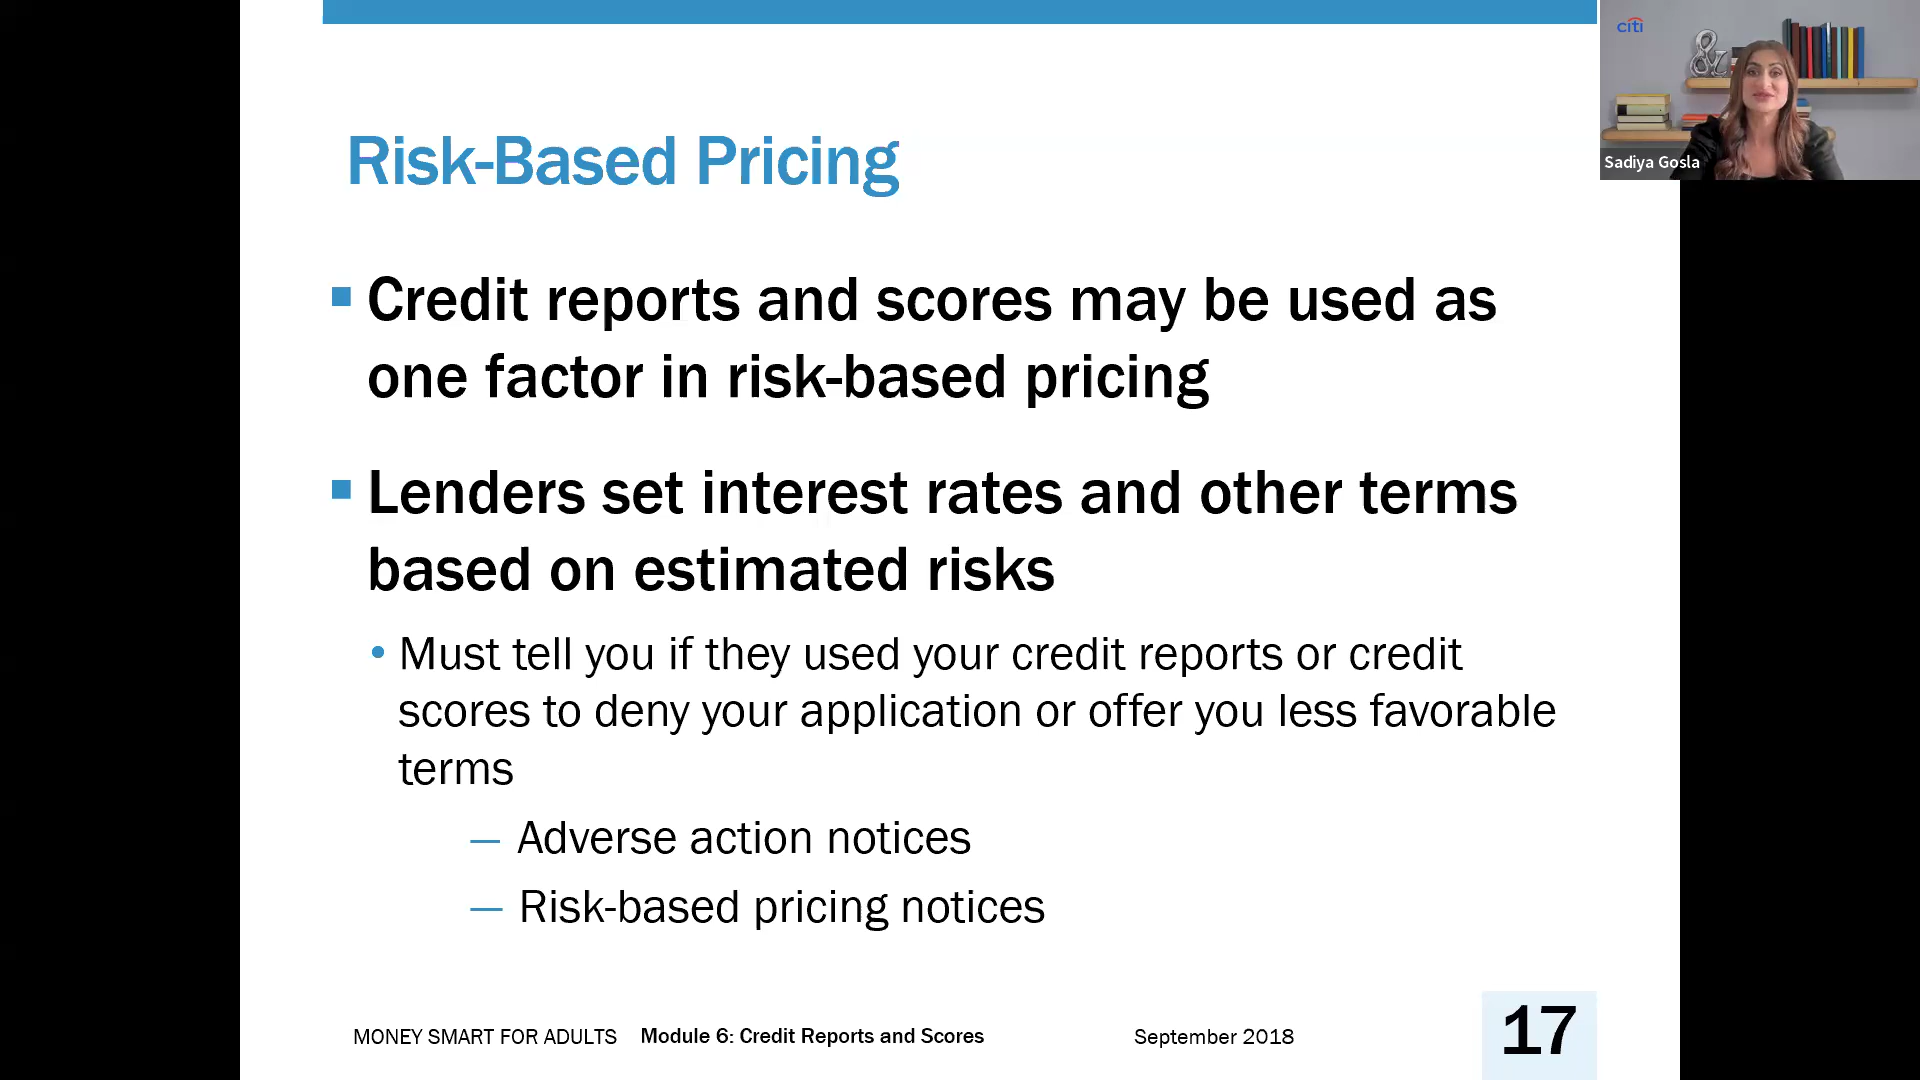 Risk-Based Pricing
Credit reports and scores may be used as
one factor in risk-based pricing
Lenders set interest rates and other terms
based on estimated risks
• Must tell you if they used your credit reports or credit
scores to deny your application or offer you less favorable
terms
— Adverse action notices
— Risk-based pricing notices
MONEY SMART FOR ADULTS Module 6: Credit Reports and Scores September 2018 17
citi
&
Sadiya Gosla